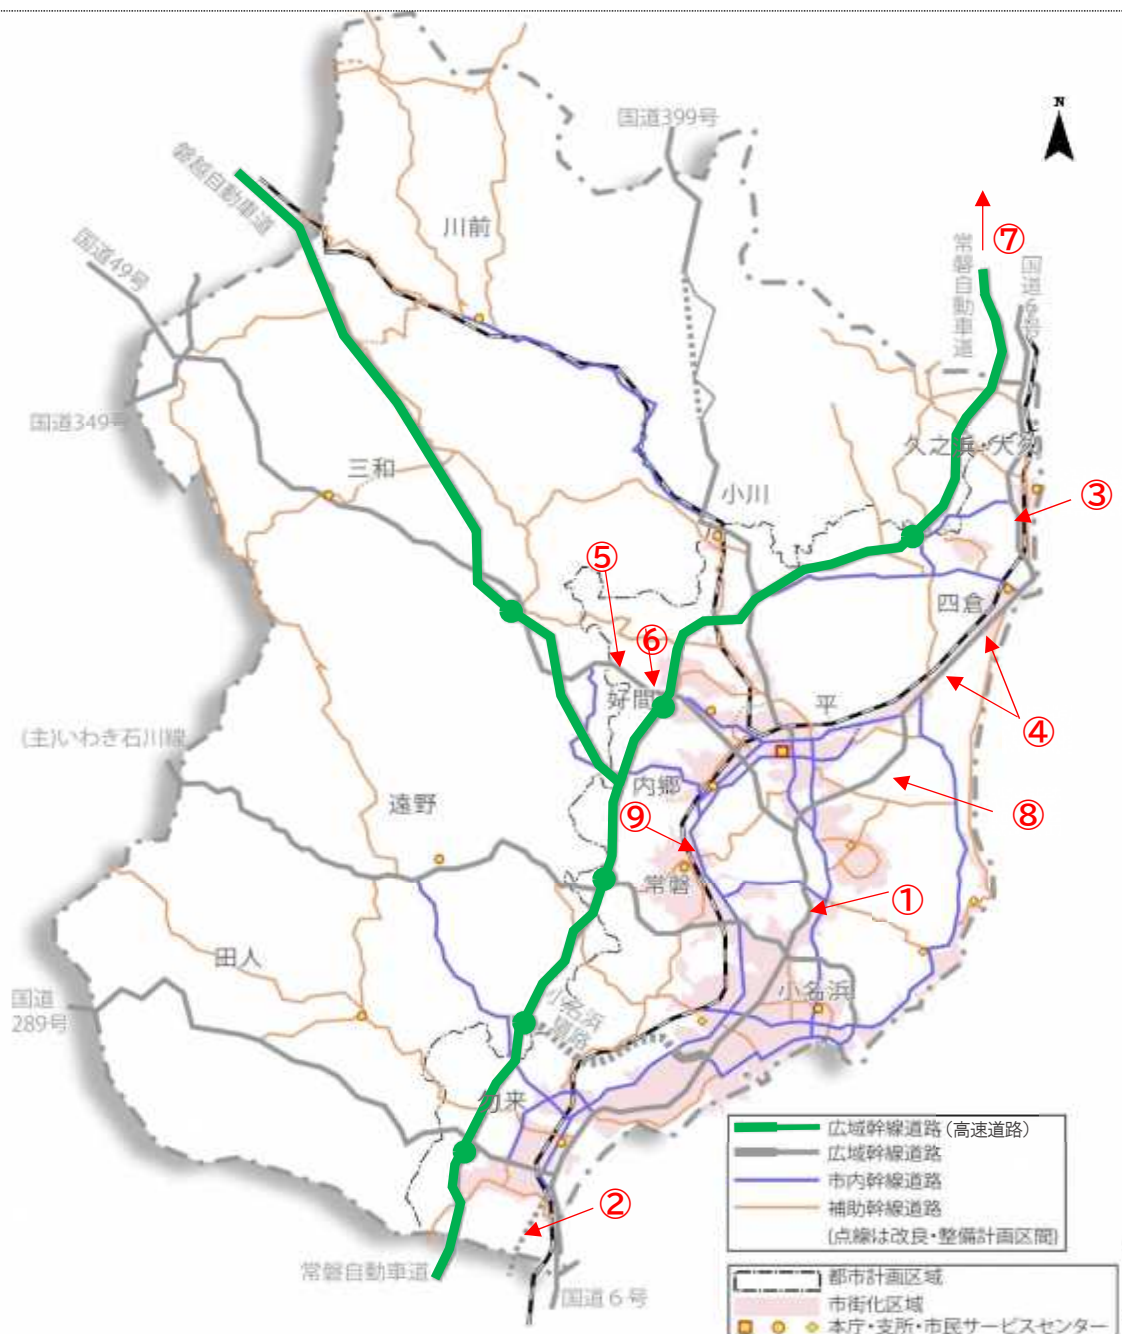 N
国道399号
磐越自動車道
川前
⑦
常磐自動車道
国道6号
国道49号
国道349号
久之浜・大久
三和
小川
③
⑤
四倉
⑥
好間
平
④
(主)いわき石川線
内郷
遠野
⑧
⑨
常磐
①
田人
小名浜
国道
289号
小名浜
道路
勿来
②
常磐自動車道
国道6号
広域幹線道路(高速道路)
広域幹線道路
市内幹線道路
補助幹線道路
(点線は改良・整備計画区間)
都市計画区域
市街化区域
本庁・支所・市民サービスセンター